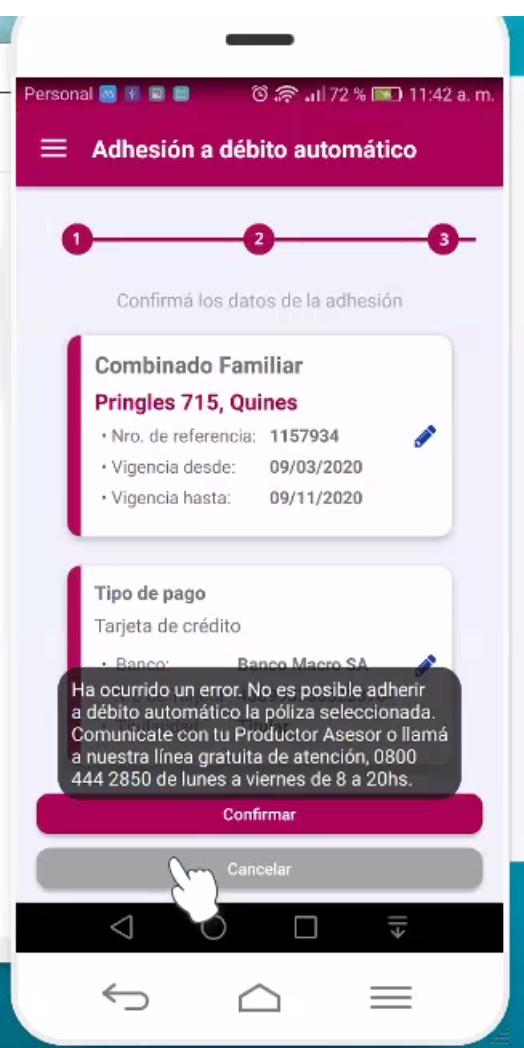 Personal 72 % 11:42 a. m.
Adhesión a débito automático
1 2 3
Confirmá los datos de la adhesión
Combinado Familiar
Pringles 715, Quines
• Nro. de referencia: 1157934
• Vigencia desde: 09/03/2020
• Vigencia hasta: 09/11/2020
Tipo de pago
Tarjeta de crédito
• Banco: Banco Macro SA
Ha ocurrido un error. No es posible adherir
a débito automático la póliza seleccionada.
Comunicate con tu Productor Asesor o llamá
a nuestra línea gratuita de atención, 0800
444 2850 de lunes a viernes de 8 a 20hs.
Confirmar
Cancelar